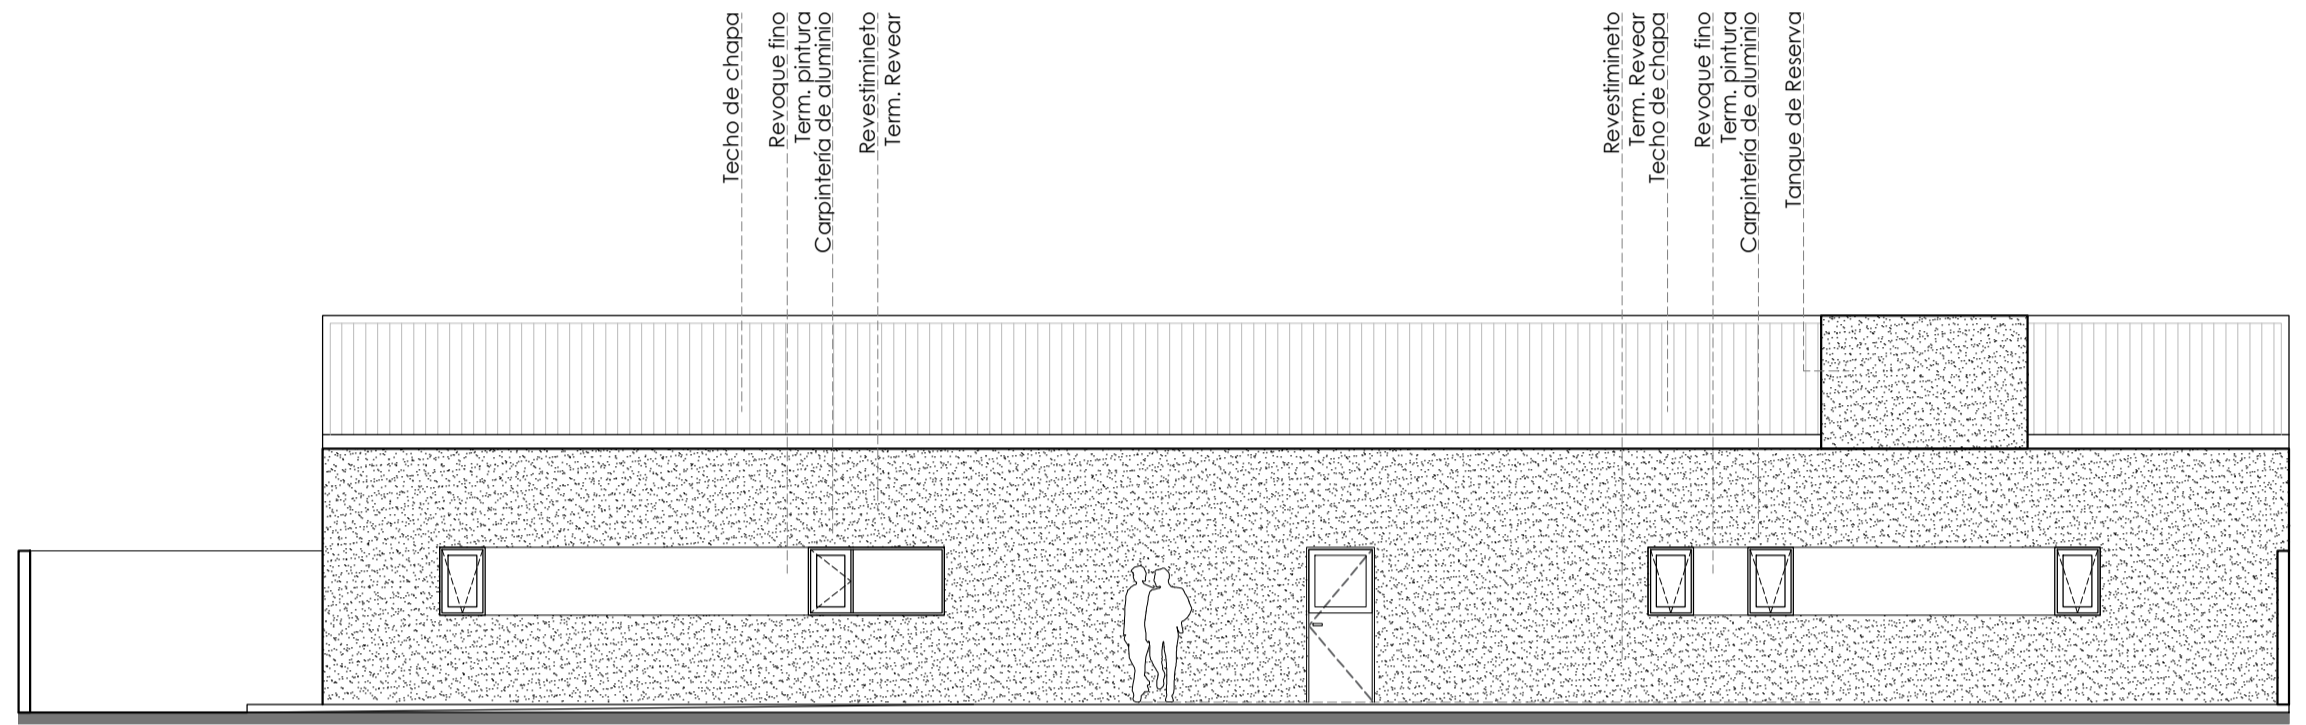 Techo de chapa
Revoque fino
Term. pintura
Carpintería de aluminio
Revestimineto
Term. Revear
Revestimineto
Term. Revear
Techo de chapa
Revoque fino
Term. pintura
Carpintería de aluminio
Tanque de Reserva